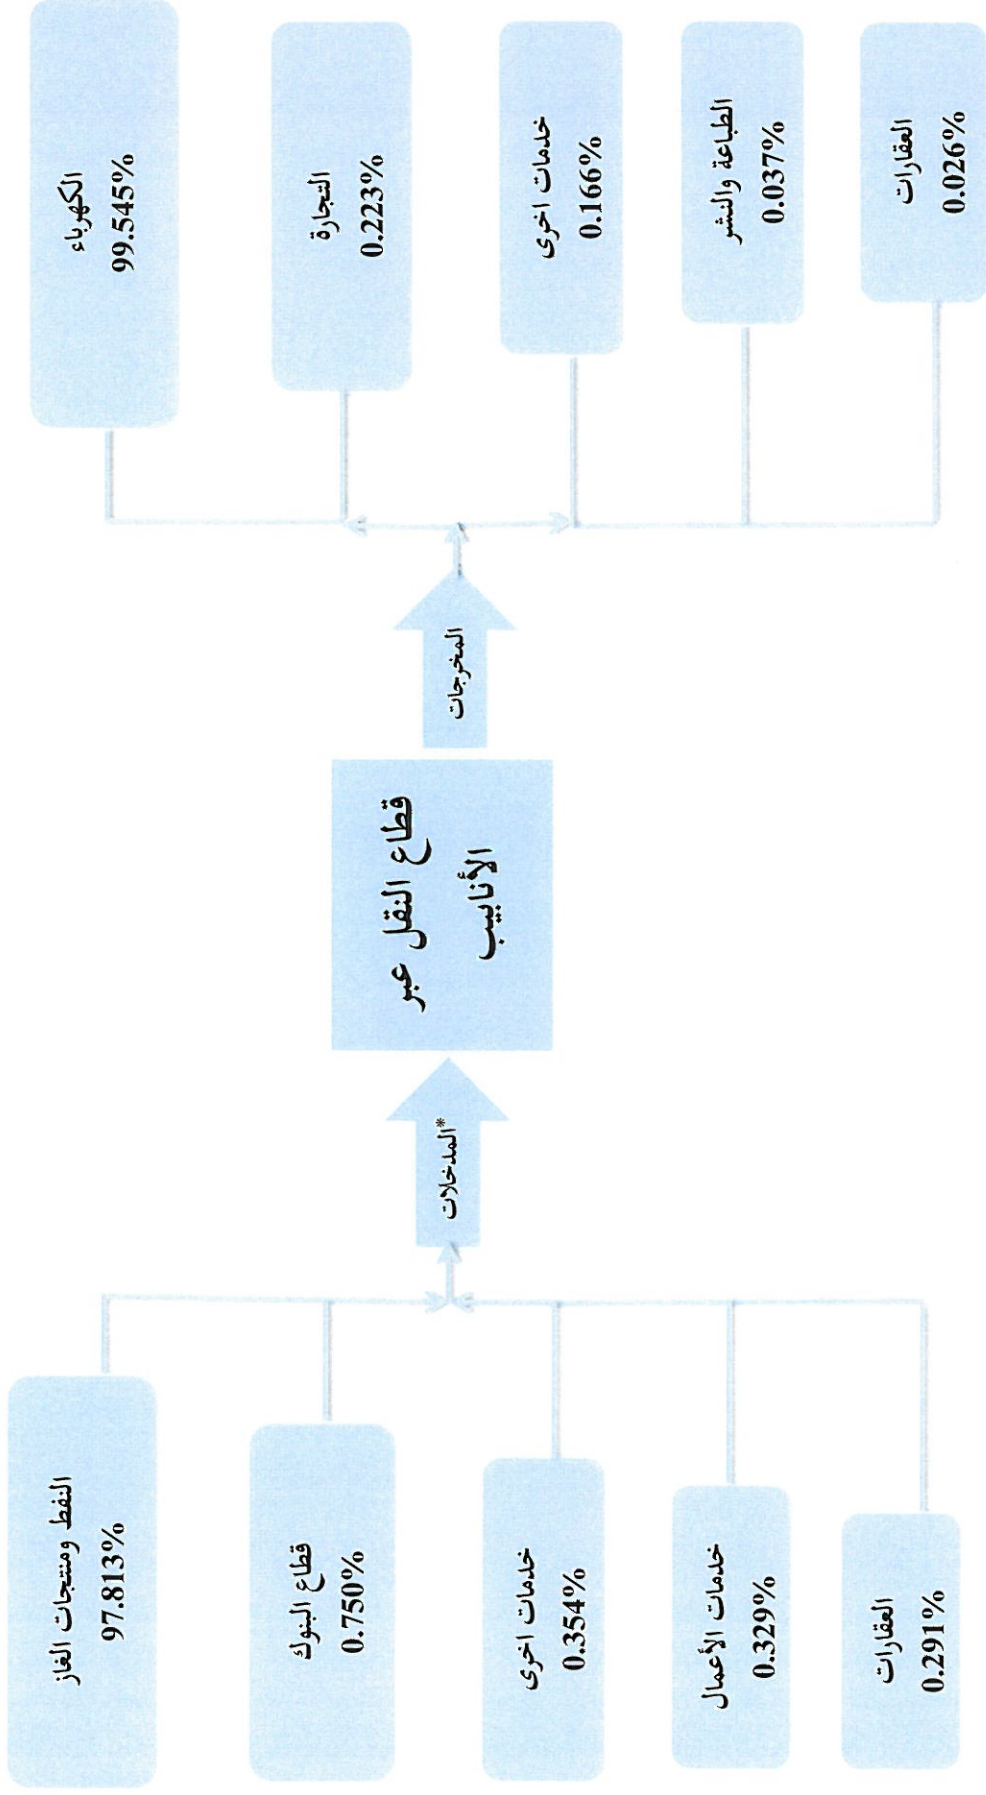 النفط ومنتجات الغاز
97.813%
قطاع البنوك
0.750%
خدمات اخرى
0.354%
خدمات الأعمال
0.329%
العقارات
0.291%
المدخلات*
قطاع النقل عبر
الأنابيب
المخرجات
الكهرباء
99.545%
التجارة
0.223%
خدمات اخرى
0.166%
الطباعة والنشر
0.037%
العقارات
0.026%